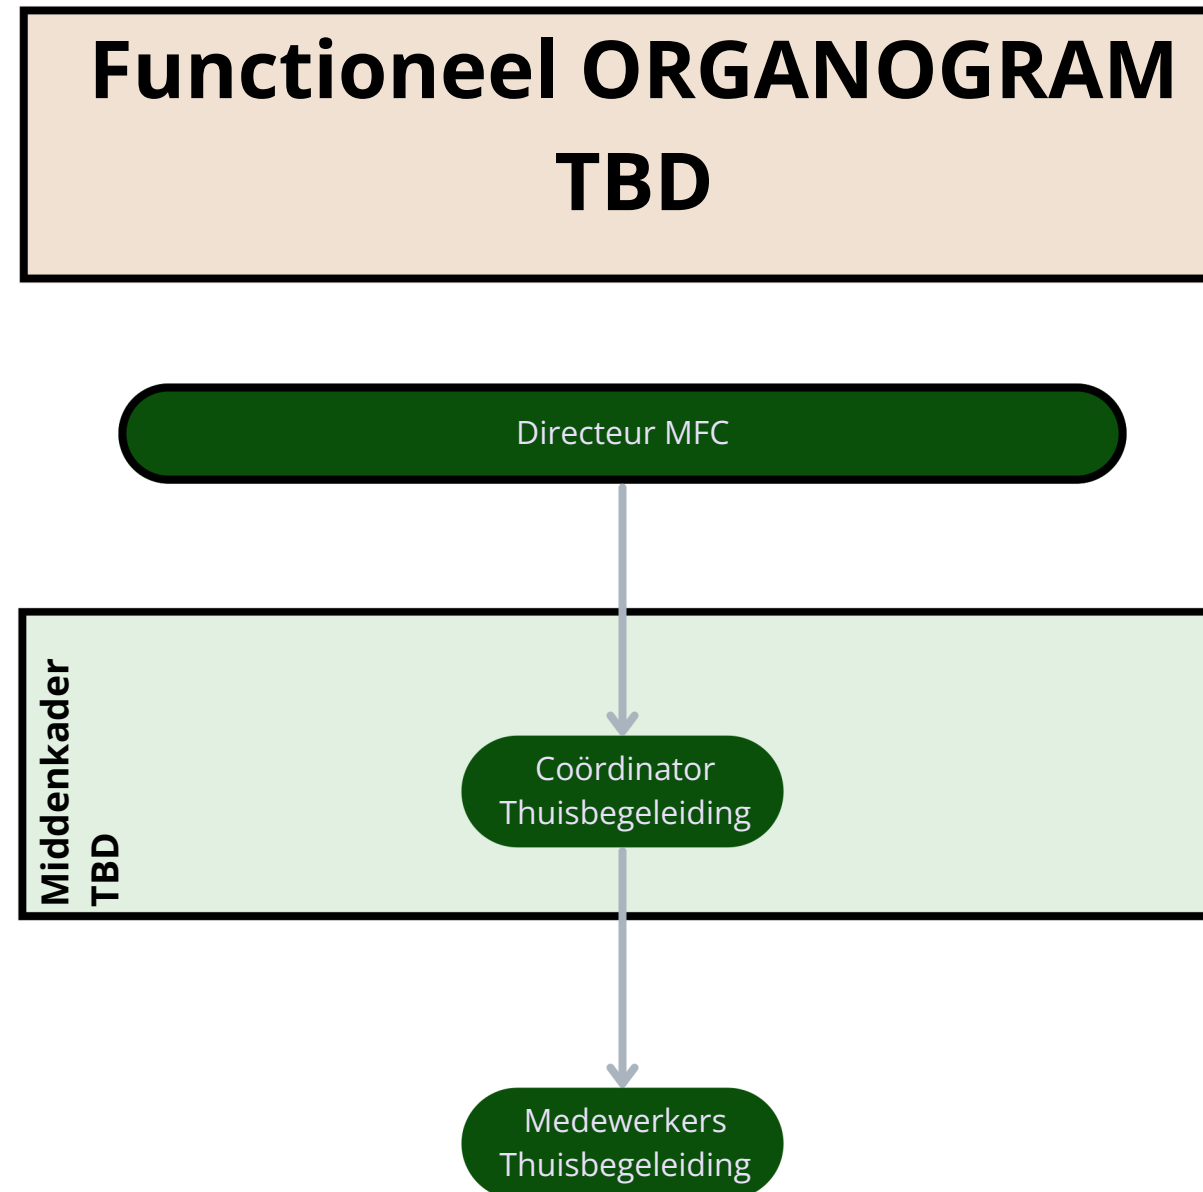 Functioneel ORGANOGRAM
TBD
Directeur MFC
Middenkader
TBD
Coördinator
Thuisbegeleiding
Medewerkers
Thuisbegeleiding